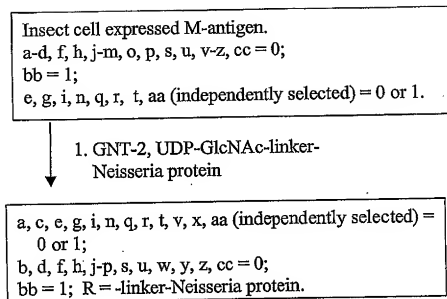 Insect cell expressed M-antigen.
a-d, f, h, j-m, o, p, s, u, v-z, cc = 0;
bb = 1;
e, g, i, n, q, r, t, aa (independently selected) = 0 or 1.
1. GNT-2, UDP-GlcNAc-linker-
Neisseria protein
a, c, e, g, i, n, q, r, t, v, x, aa (independently selected) =
0 or 1;
b, d, f, h, j-p, s, u, w, y, z, cc = 0;
bb = 1; R = -linker-Neisseria protein.